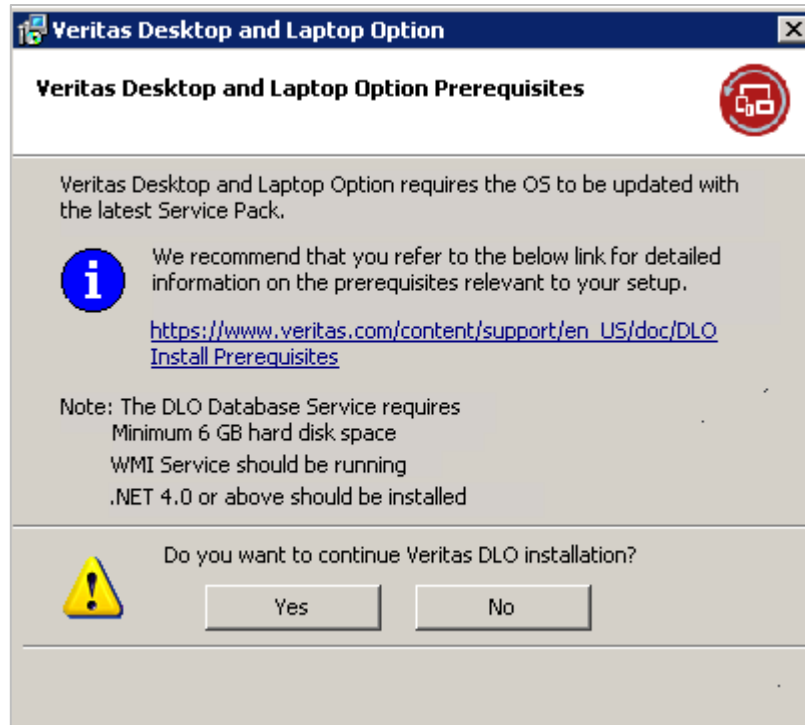 Veritas Desktop and Laptop Option
Veritas Desktop and Laptop Option Prerequisites
Veritas Desktop and Laptop Option requires the OS to be updated with
the latest Service Pack.
We recommend that you refer to the below link for detailed
information on the prerequisites relevant to your setup.
https://www.veritas.com/content/support/en_US/doc/DLO
Install Prerequisites
Note: The DLO Database Service requires
Minimum 6 GB hard disk space
WMI Service should be running
.NET 4.0 or above should be installed
Do you want to continue Veritas DLO installation?
Yes No